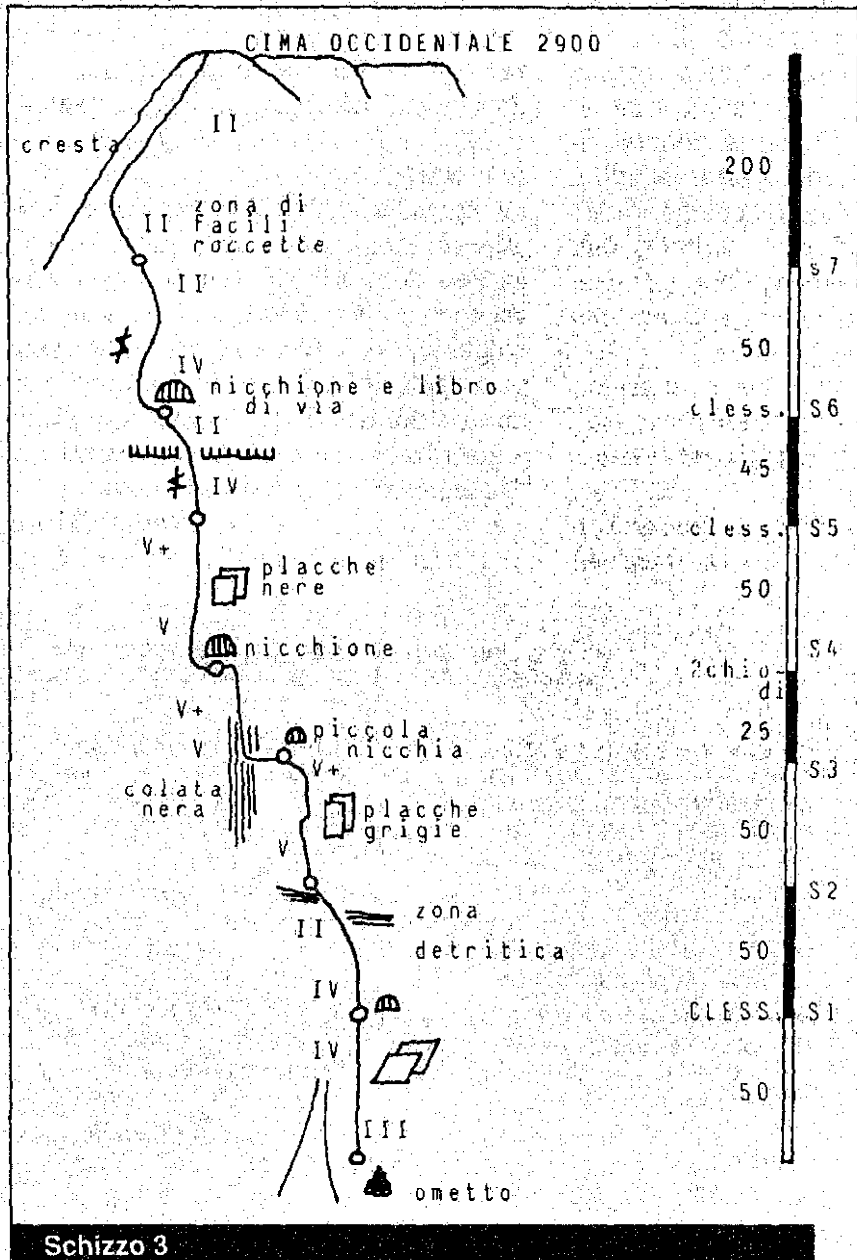 CIMA OCCIDENTALE 2900
II
cresta
200
II zona di
facili
roccette
s7
II
50
IV
nicchione e libro
di via
cless. S6
II
45
IV
cless. S5
V+
placche
nere
50
V
nicchione
S4
2chio-
di
V+
piccola
nicchia
25
V
V+
S3
colata
nera
placche
grigie
50
V
S2
zona
II
detritica
50
IV
CLESS. S1
IV
50
III
ometto
Schizzo 3